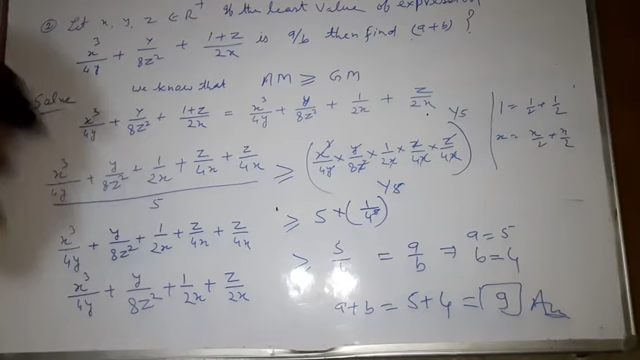 ③ Let x, y, z ∈ R⁺ If the least value of expression
x³/4y + y/8z² + (1+z)/2x is a/b then find (a+b) ?
Solve we know that AM ≥ GM
x³/4y + y/8z² + (1+z)/2x = x³/4y + y/8z² + 1/2x + z/2x
1 = 1/2 + 1/2
x = x/2 + x/2
(x³/4y + y/8z² + 1/2x + z/4x + z/4x)/5 ≥ (x³/4y × y/8z² × 1/2x × z/4x × z/4x)^1/5
x³/4y + y/8z² + 1/2x + z/4x + z/4x ≥ 5 × (1/4⁵)
x³/4y + y/8z² + 1/2x + z/2x ≥ 5/ = a/b ⇒ a = 5
b = 4
a+b = 5+4 = 9 Ans